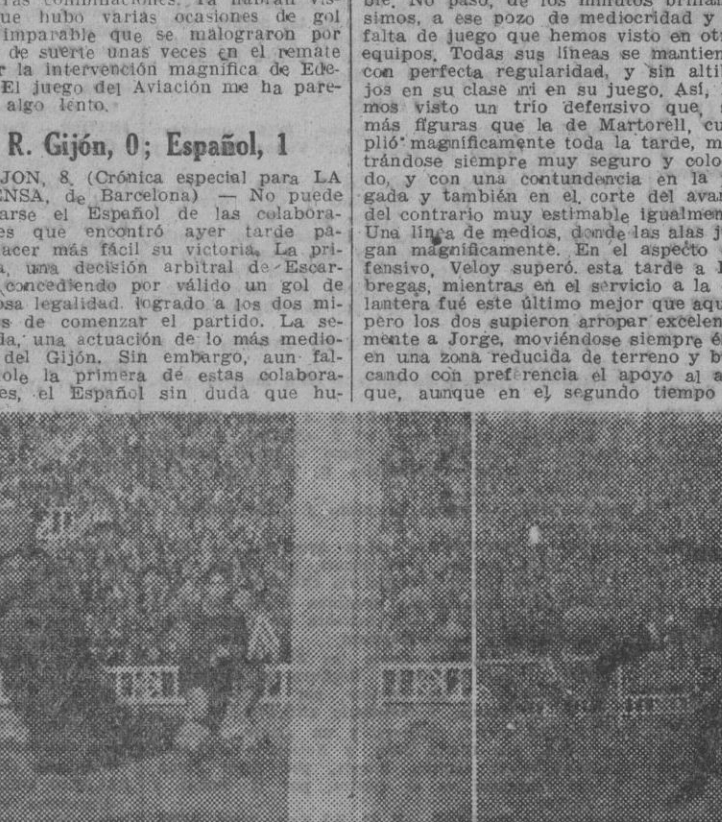 que hubo varias ocasiones de gol
imparable que se malograron por
de suerte unas veces en el remate
r la intervención magnífica de Ede-
El juego del Aviación me ha pare-
algo lento.
R. Gijón, 0; Español, 1
JON, 8. (Crónica especial para LA
ENSA, de Barcelona) — No puede
arse el Español de las colabora-
es que encontró ayer tarde pa-
acer más fácil su victoria. La pri-
a, una decisión arbitral de Escar-
concediendo por válido un gol de
osa legalidad. logrado a los dos mi-
s de comenzar el partido. La se-
da, una actuación de lo más medio-
del Gijón. Sin embargo, aun fal-
ole la primera de estas colabora-
es, el Español sin duda que hu-
ble. No pasó, de los minutos
simos, a ese pozo de mediocridad y
falta de juego que hemos visto en ot
equipos. Todas sus líneas se mantien
con perfecta regularidad, y sin alti
jos en su clase ni en su juego. Así,
mos visto un trío defensivo que,
más figuras que la de Martorell, cu
plió magníficamente toda la tarde, m
trándose siempre muy seguro y colo
do, y con una contundencia en la
gada y también en el corte del avan
del contrario muy estimable igualmen
Una línea de medios, donde las alas j
gan magníficamente. En el aspecto
fensivo, Veloy superó. esta tarde a
bregas, mientras en el servicio a la
lantera fué este último mejor que aqu
pero los dos supieron arropar excelen
mente a Jorge, moviéndose siempre é
en una zona reducida de terreno y b
cando con preferencia el apoyo al a
que, aunque en el segundo tiempo